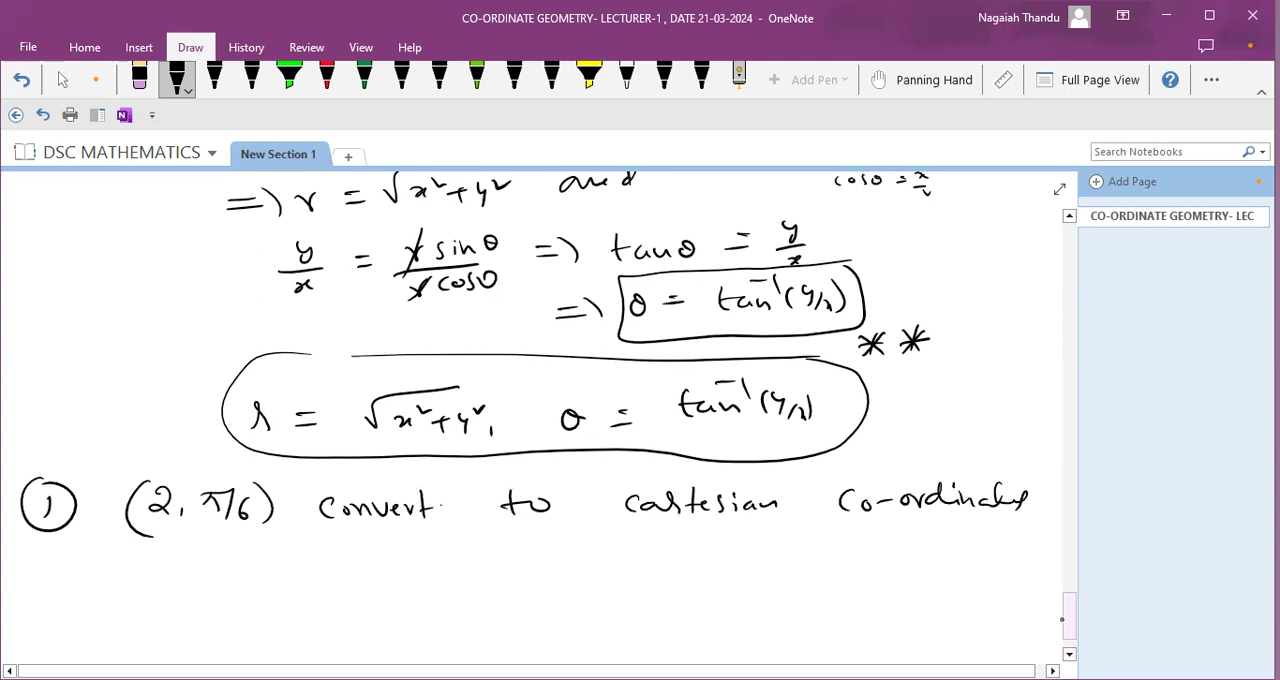 CO-ORDINATE GEOMETRY- LECTURER-1 , DATE 21-03-2024 - OneNote
Nagaiah Thandu
File Home Insert Draw History Review View Help
Add Pen Panning Hand Full Page View
DSC MATHEMATICS New Section 1
Search Notebooks
Add Page
CO-ORDINATE GEOMETRY- LEC
=> r = √x²+y² and cosθ = x/r
y/x = r sinθ / r cosθ => tanθ = y/x
=> θ = tan⁻¹(y/x)
**
r = √x²+y², θ = tan⁻¹(y/x)
① (2, π/6) convert to cartesian co-ordinates